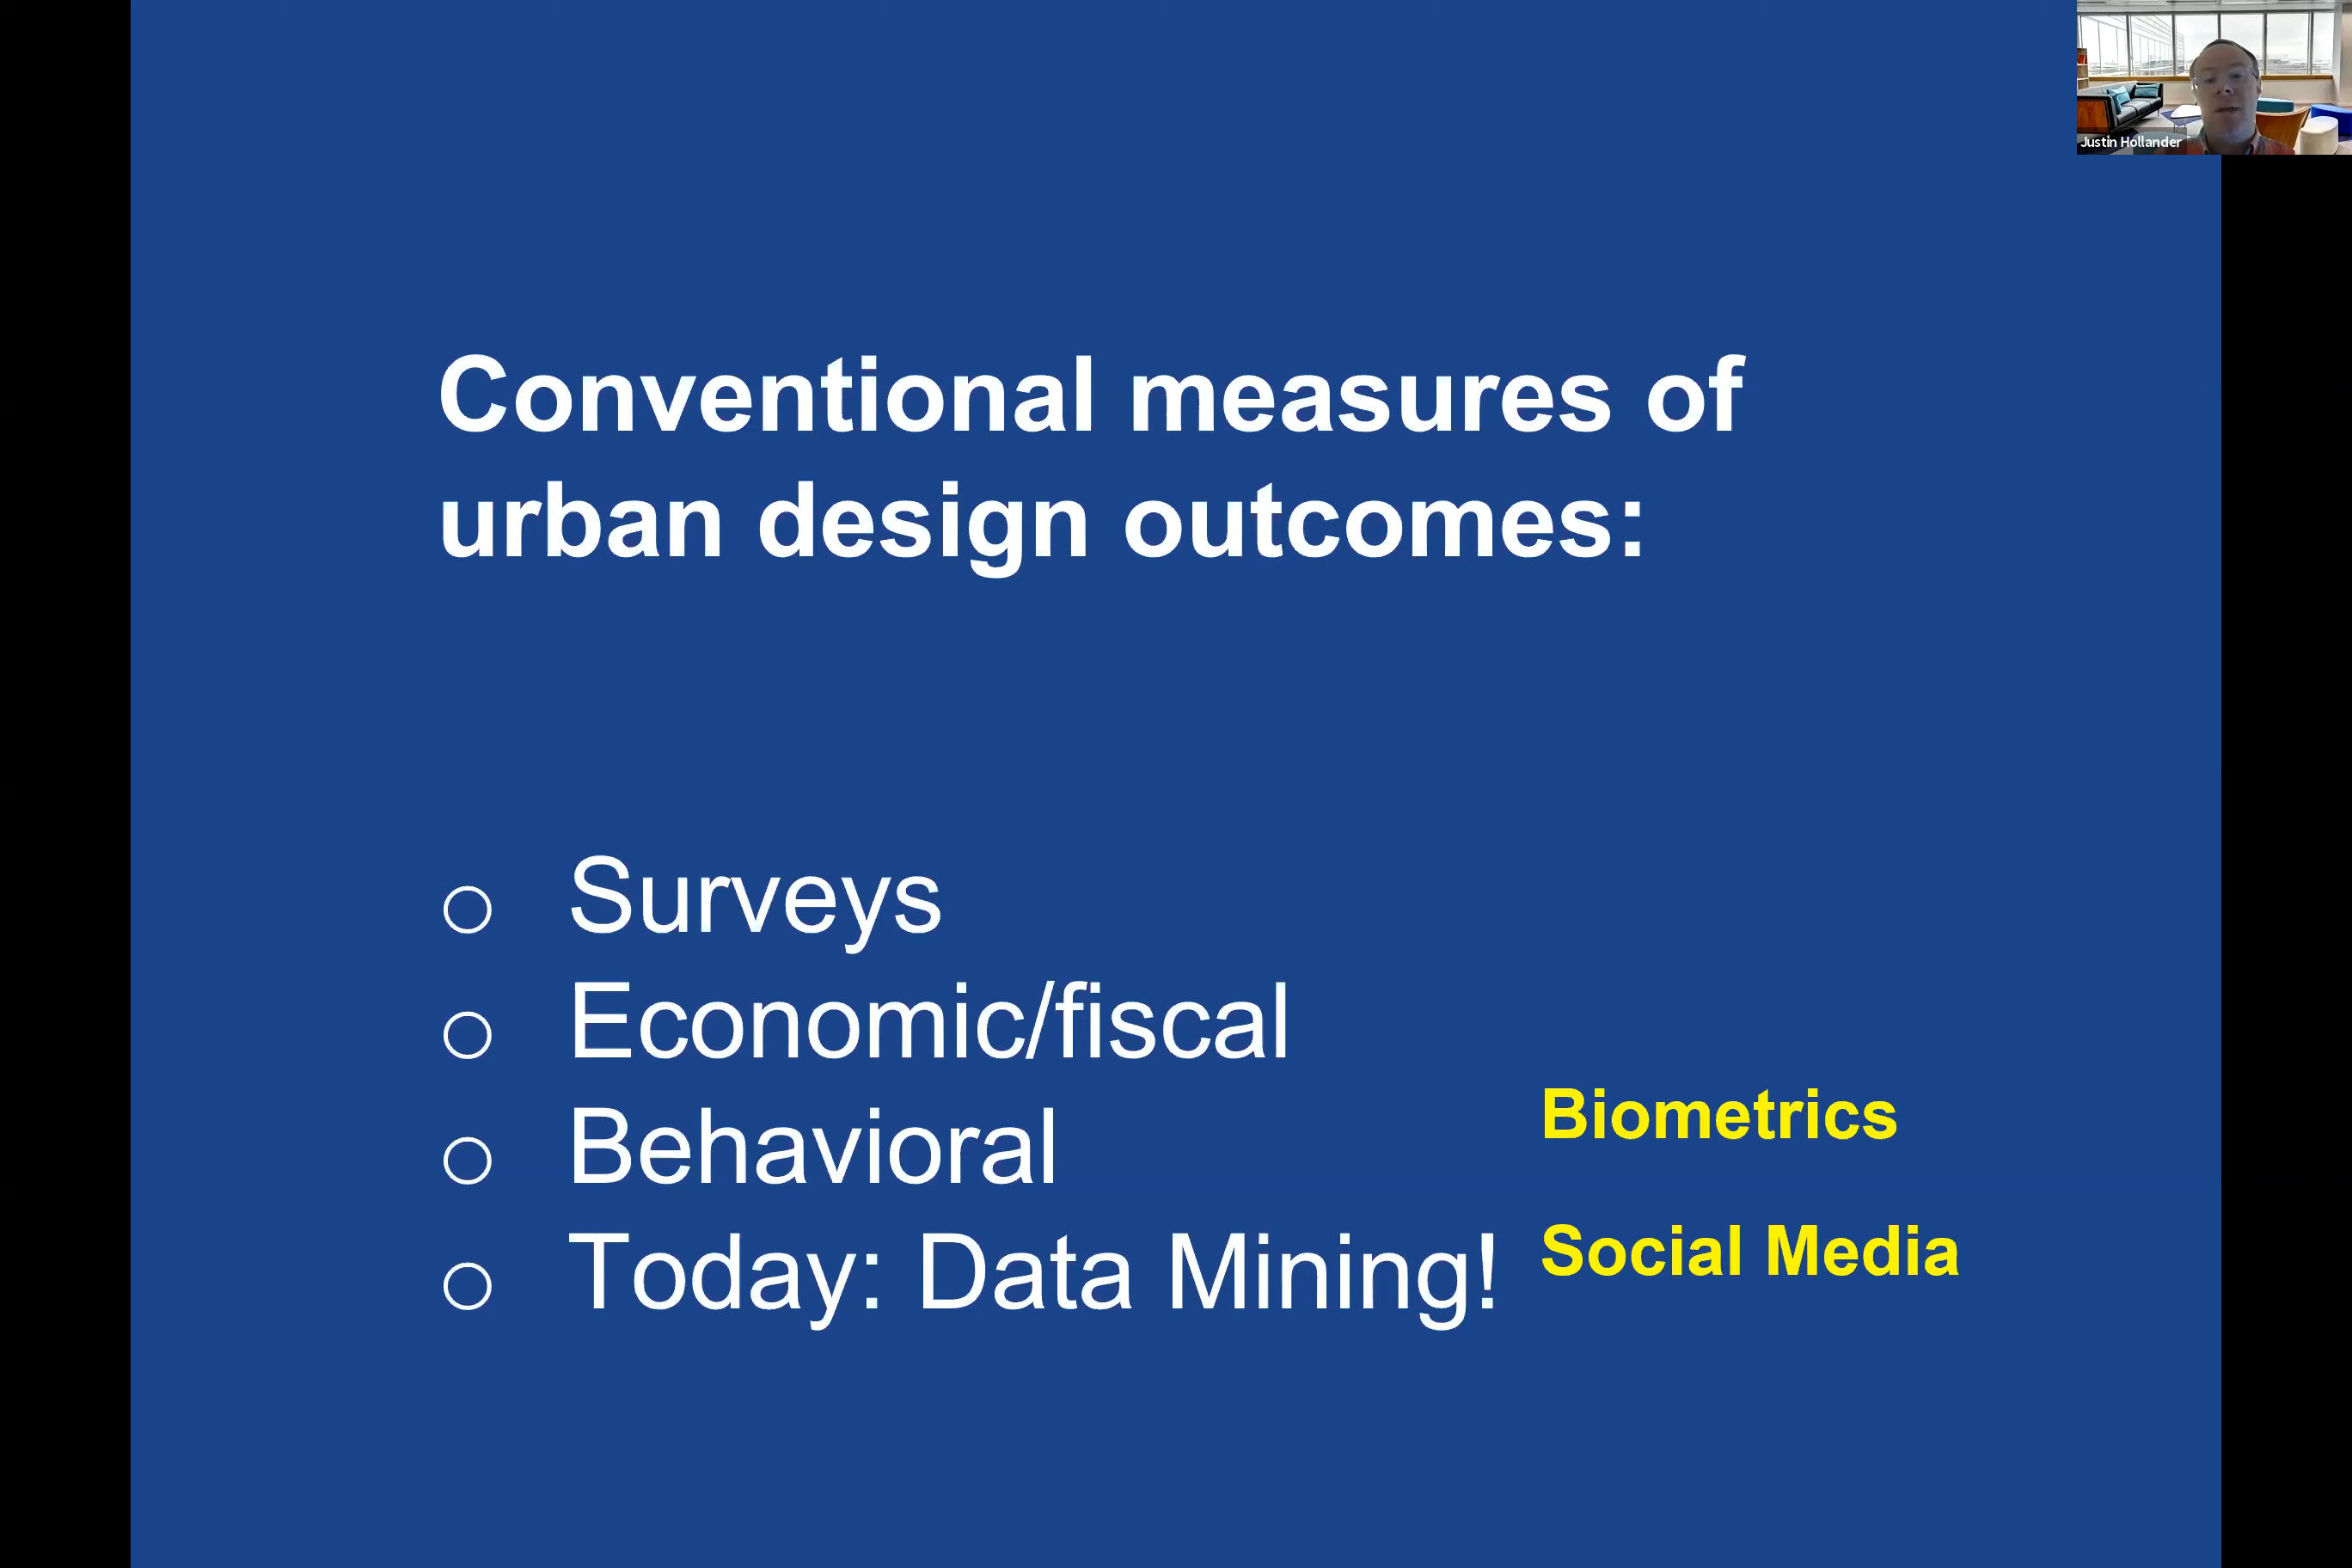 Justin Hollander
Conventional measures of
urban design outcomes:
o Surveys
o Economic/fiscal
o Behavioral
Biometrics
o Today: Data Mining!
Social Media